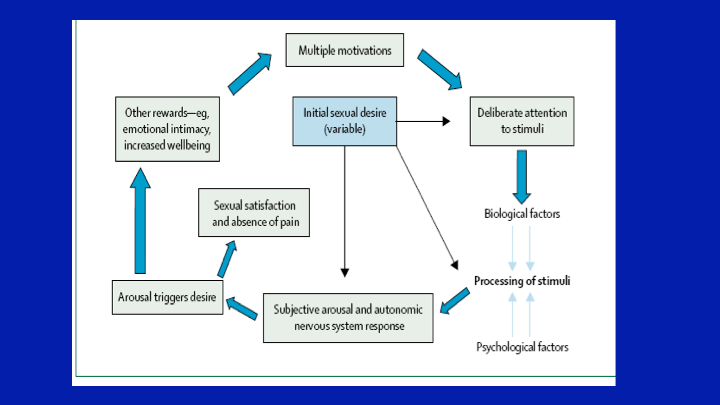 Multiple motivations
Other rewards—eg,
emotional intimacy,
increased wellbeing
Initial sexual desire
(variable)
Deliberate attention
to stimuli
Sexual satisfaction
and absence of pain
Biological factors
Processing of stimuli
Arousal triggers desire
Subjective arousal and autonomic
nervous system response
Psychological factors